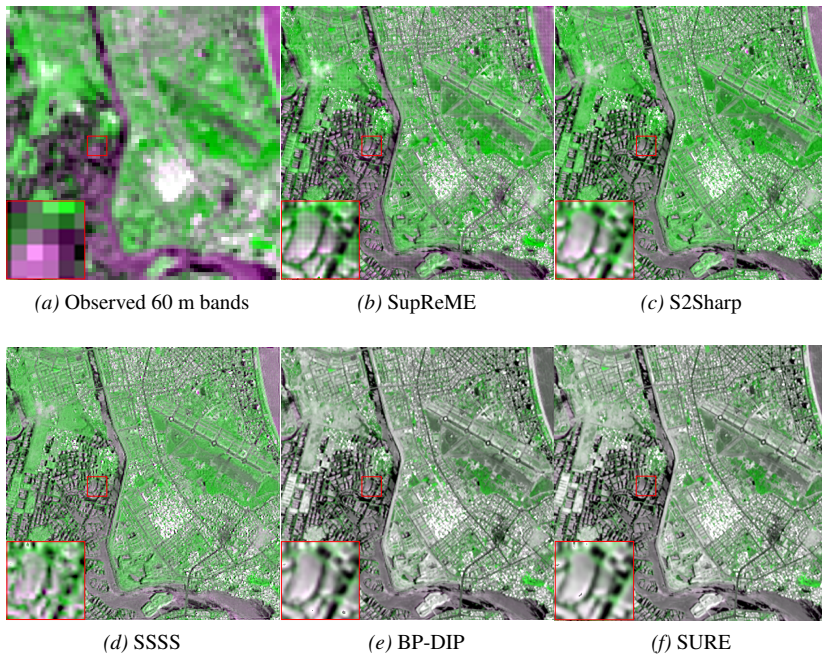 (a) Observed 60 m bands
(b) SupReME
(c) S2Sharp
(d) SSSS
(e) BP-DIP
(f) SURE